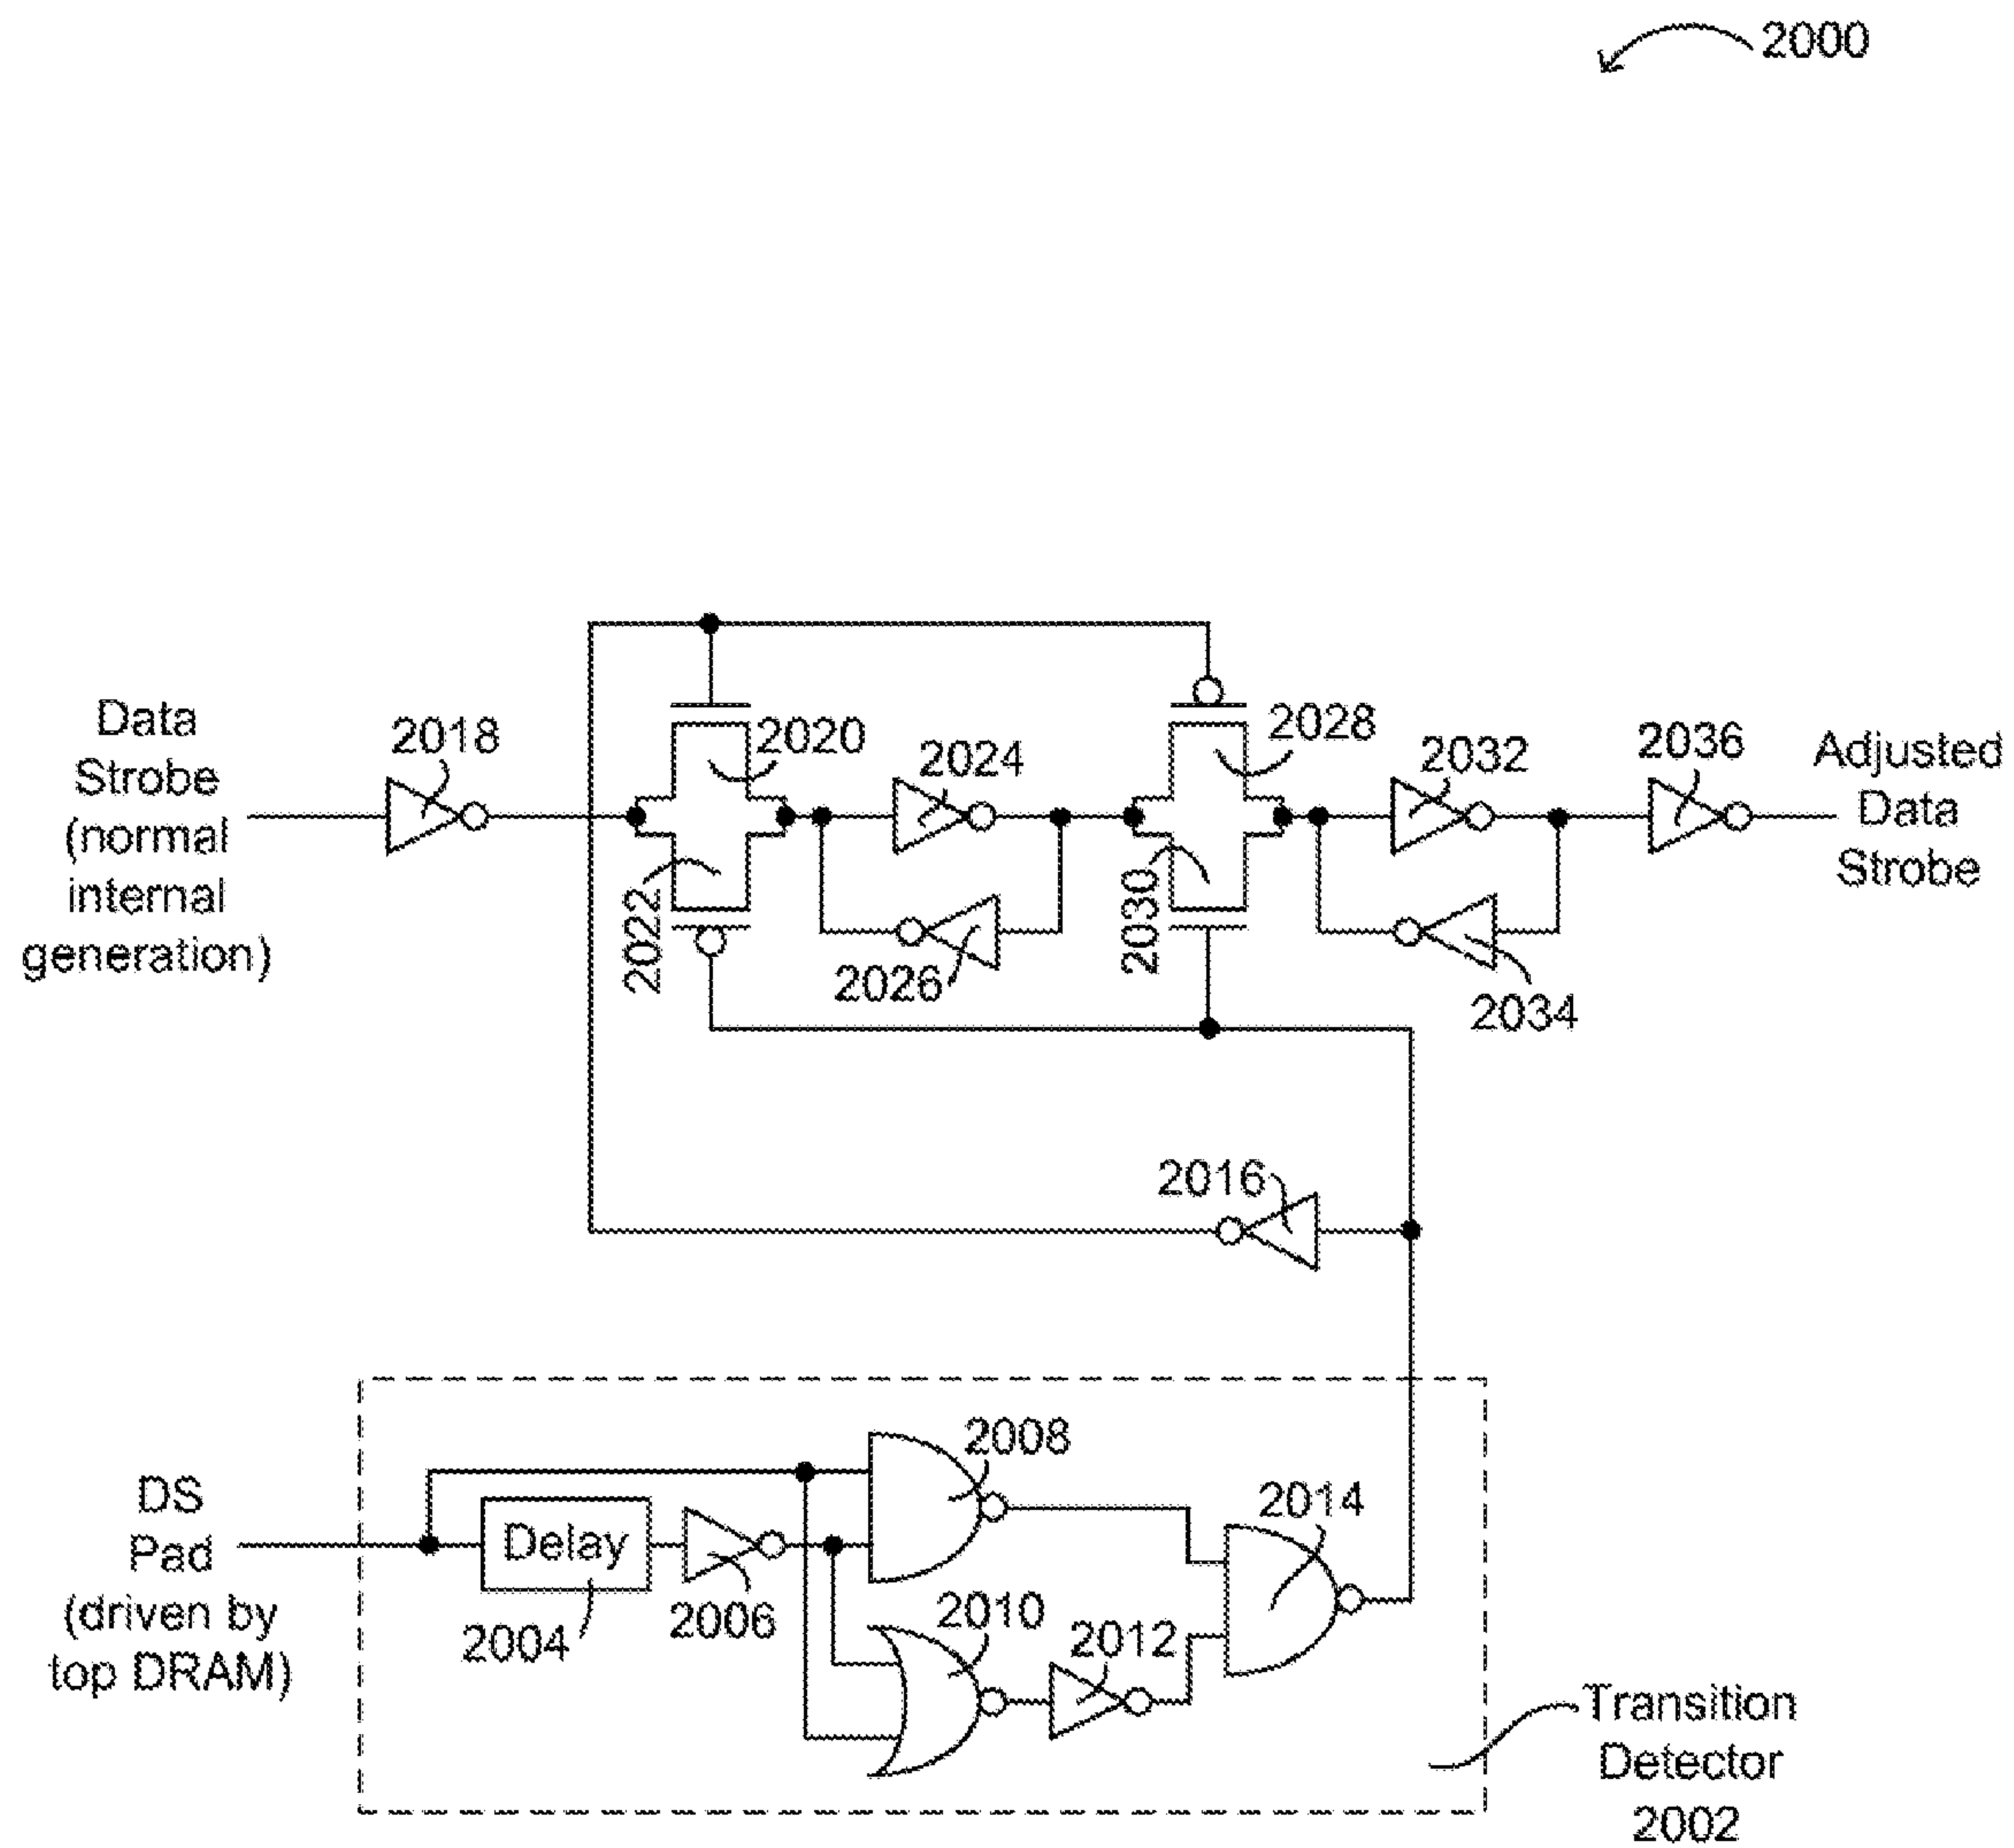 2000
Data
Strobe
(normal
internal
generation)
2018
2020
2022
2024
2026
2028
2030
2032
2034
2036
Adjusted
Data
Strobe
2016
DS
Pad
(driven by
top DRAM)
Delay
2004
2006
2008
2010
2012
2014
Transition
Detector
2002